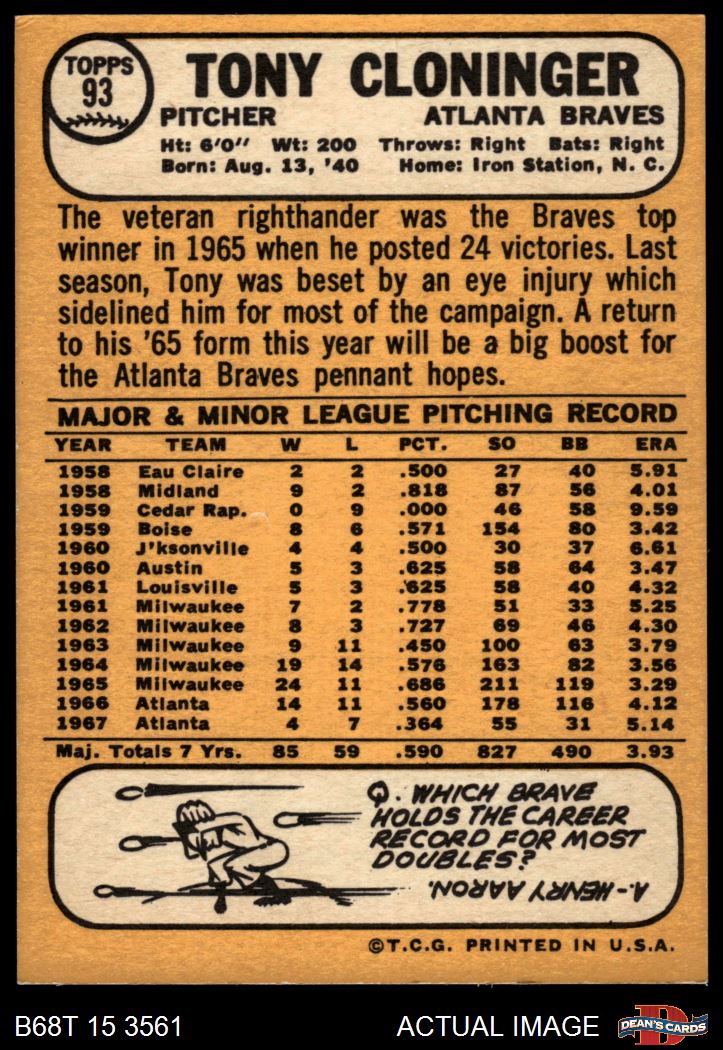 TOPPS
93
TONY CLONINGER
PITCHER ATLANTA BRAVES
Ht: 6'0" Wt: 200 Throws: Right Bats: Right
Born: Aug. 13, '40 Home: Iron Station, N. C.
The veteran righthander was the Braves top
winner in 1965 when he posted 24 victories. Last
season, Tony was beset by an eye injury which
sidelined him for most of the campaign. A return
to his '65 form this year will be a big boost for
the Atlanta Braves pennant hopes.
MAJOR & MINOR LEAGUE PITCHING RECORD
YEAR TEAM W L PCT. SO BB ERA
1958 Eau Claire 2 2 .500 27 40 5.91
1958 Midland 9 2 .818 87 56 4.01
1959 Cedar Rap. 0 9 .000 46 58 9.59
1959 Boise 8 6 .571 154 80 3.42
1960 J'ksonville 4 4 .500 30 37 6.61
1960 Austin 5 3 .625 58 64 3.47
1961 Louisville 5 3 .625 58 40 4.32
1961 Milwaukee 7 2 .778 51 33 5.25
1962 Milwaukee 8 3 .727 69 46 4.30
1963 Milwaukee 9 11 .450 100 63 3.79
1964 Milwaukee 19 14 .576 163 82 3.56
1965 Milwaukee 24 11 .686 211 119 3.29
1966 Atlanta 14 11 .560 178 116 4.12
1967 Atlanta 4 7 .364 55 31 5.14
Maj. Totals 7 Yrs. 85 59 .590 827 490 3.93
Q. WHICH BRAVE
HOLDS THE CAREER
RECORD FOR MOST
DOUBLES?
A-HENRY AARON.
©T.C.G. PRINTED IN U.S.A.
B68T 15 3561 ACTUAL IMAGE
D
DEAN'S CARDS